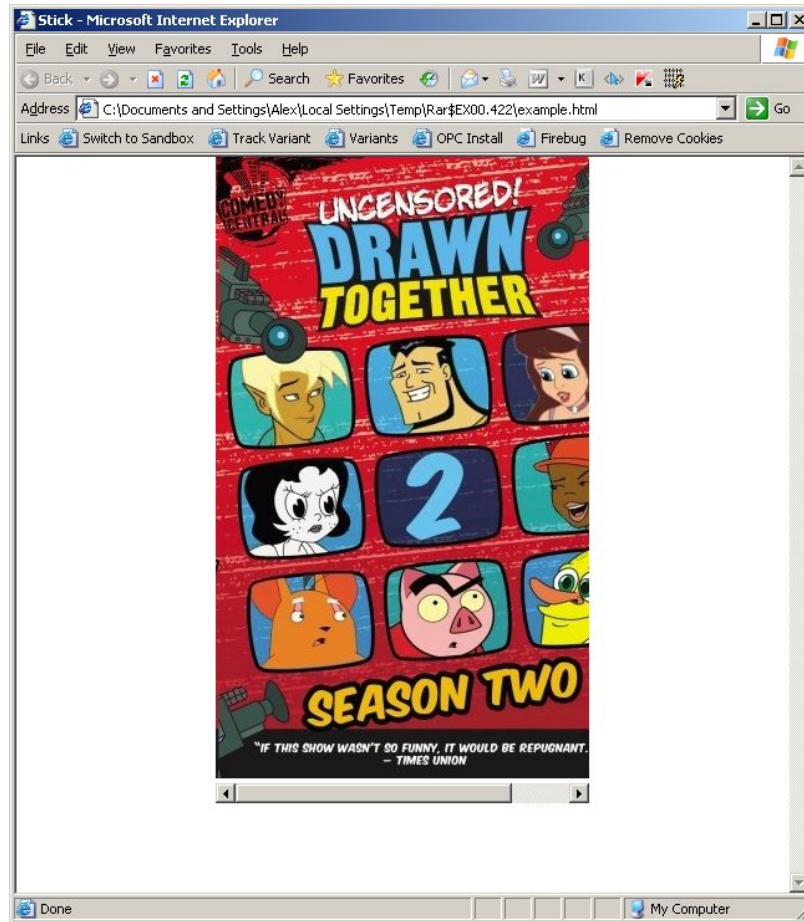 Stick - Microsoft Internet Explorer
File Edit View Favorites Tools Help
Back Search Favorites
Address C:\Documents and Settings\Alex\Local Settings\Temp\Rar$EX00.422\example.html Go
Links Switch to Sandbox Track Variant Variants OPC Install Firebug Remove Cookies
COMEDY
CENTRAL
UNCENSORED!
DRAWN
TOGETHER
2
SEASON TWO
"IF THIS SHOW WASN'T SO FUNNY, IT WOULD BE REPUGNANT.
– TIMES UNION
Done My Computer